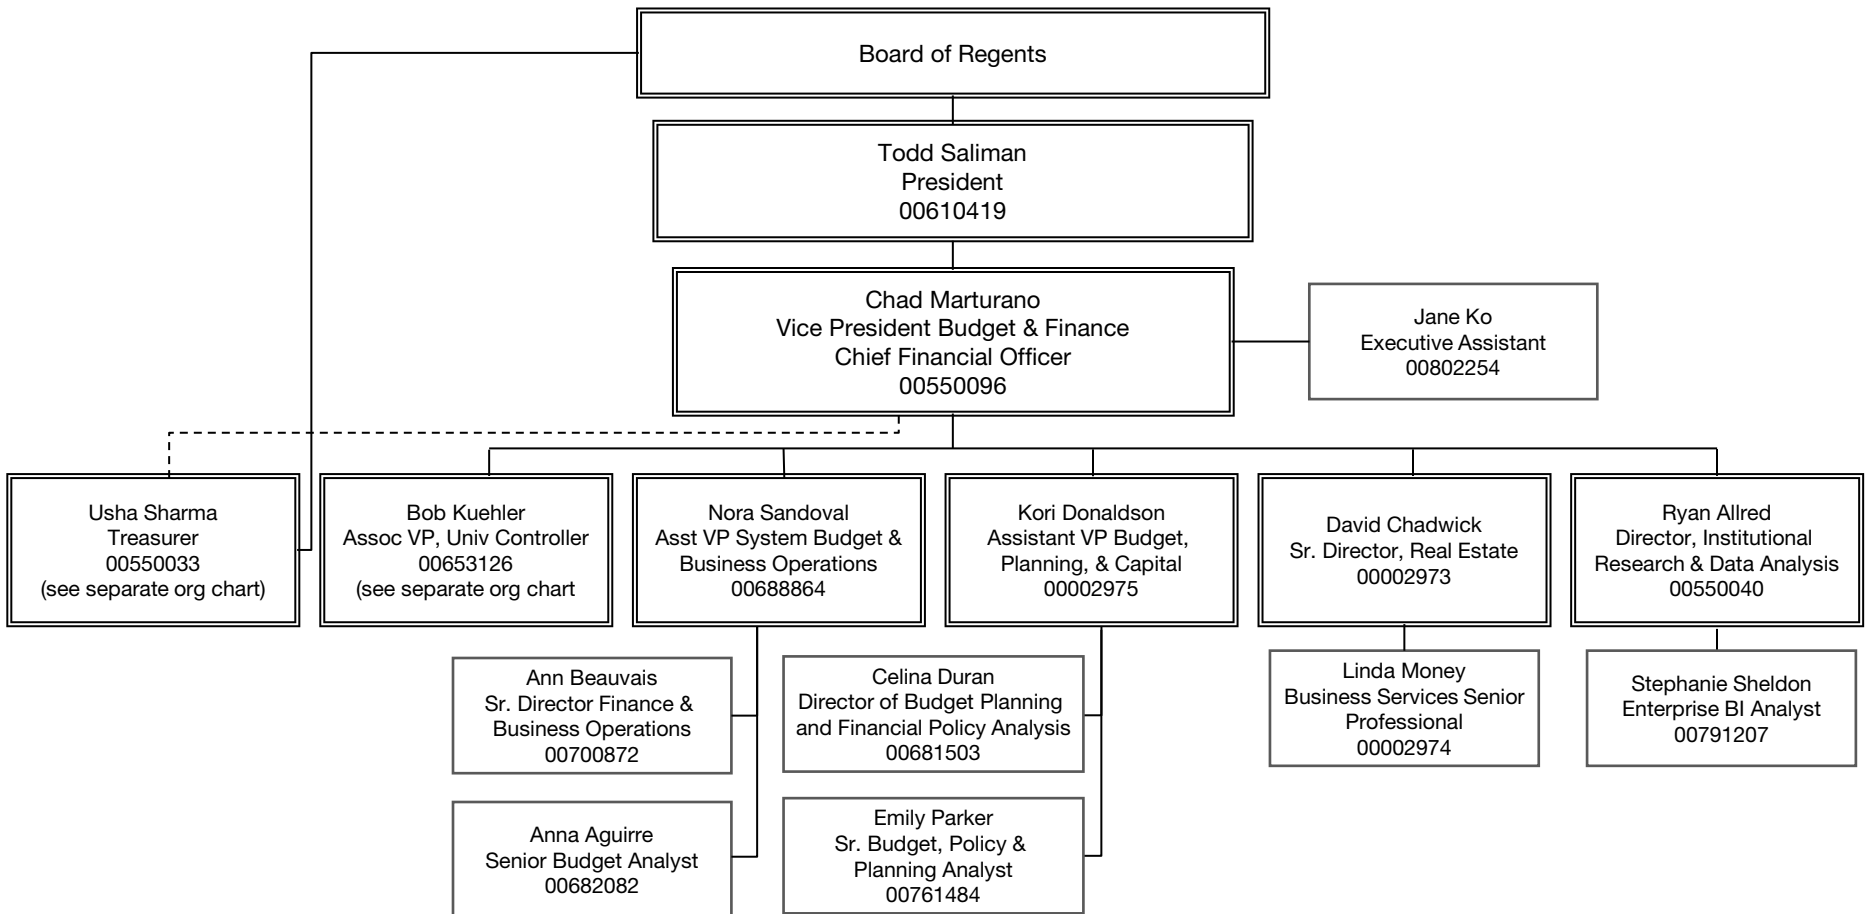 Board of Regents
Todd Saliman
President
00610419
Chad Marturano
Vice President Budget & Finance
Chief Financial Officer
00550096
Jane Ko
Executive Assistant
00802254
Usha Sharma
Treasurer
00550033
(see separate org chart)
Bob Kuehler
Assoc VP, Univ Controller
00653126
(see separate org chart
Nora Sandoval
Asst VP System Budget &
Business Operations
00688864
Kori Donaldson
Assistant VP Budget,
Planning, & Capital
00002975
David Chadwick
Sr. Director, Real Estate
00002973
Ryan Allred
Director, Institutional
Research & Data Analysis
00550040
Ann Beauvais
Sr. Director Finance &
Business Operations
00700872
Celina Duran
Director of Budget Planning
and Financial Policy Analysis
00681503
Linda Money
Business Services Senior
Professional
00002974
Stephanie Sheldon
Enterprise BI Analyst
00791207
Anna Aguirre
Senior Budget Analyst
00682082
Emily Parker
Sr. Budget, Policy &
Planning Analyst
00761484